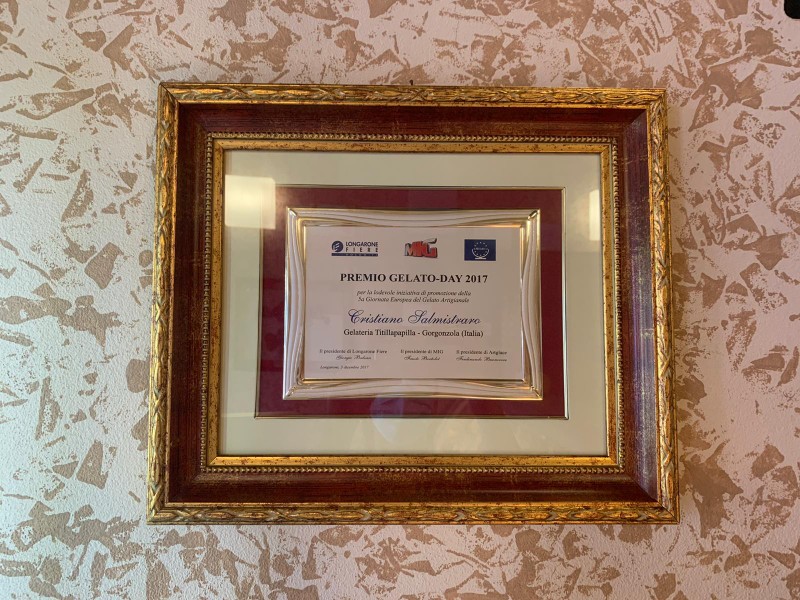 LONGARONE
FIERE
DOLOMITI
MIG
PREMIO GELATO-DAY 2017
per la lodevole iniziativa di promozione della
5a Giornata Europea del Gelato Artigianale
Cristiano Salmistraro
Gelateria Titillapapilla - Gorgonzola (Italia)
Il presidente di Longarone Fiere
Il presidente di MIG
Il presidente di Artglace
Longarone, 3 dicembre 2017